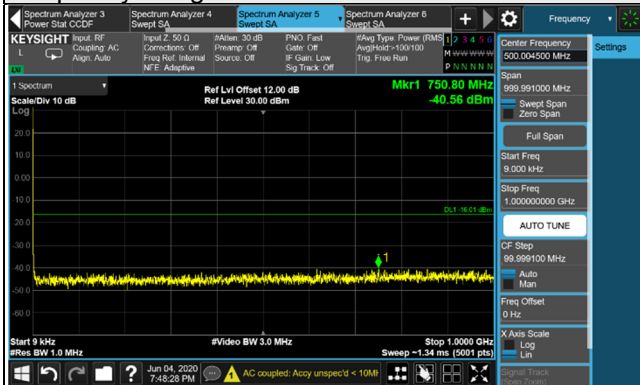 Spectrum Analyzer 3
Power Stat CCDF
Spectrum Analyzer 4
Swept SA
Spectrum Analyzer 5
Swept SA
Spectrum Analyzer 6
Swept SA
+
Frequency
KEYSIGHT
L
LV
Input: RF
Coupling: AC
Align: Auto
Input Z: 50 Ω
Corrections: Off
Freq Ref: Internal
NFE: Adaptive
#Atten: 30 dB
Preamp: Off
Source: Off
PNO: Fast
Gate: Off
IF Gain: Low
Sig Track: Off
#Avg Type: Power (RMS
Avg|Hold:>100/100
Trig: Free Run
1 2 3 4 5 6
M W W W W W
P N N N N N
1 Spectrum
Scale/Div 10 dB
Ref Lvl Offset 12.00 dB
Ref Level 30.00 dBm
Mkr1 750.80 MHz
-40.56 dBm
Log
20.0
10.0
0.00
-10.0
DL1 -16.01 dBm
-20.0
-30.0
1
-40.0
-50.0
-60.0
Start 9 kHz
#Res BW 1.0 MHz
#Video BW 3.0 MHz
Stop 1.0000 GHz
Sweep ~1.34 ms (5001 pts)
Jun 04, 2020
7:48:28 PM
AC coupled: Accy unspec'd < 10MH
Center Frequency
500.004500 MHz
Settings
Span
999.991000 MHz
Swept Span
Zero Span
Full Span
Start Freq
9.000 kHz
Stop Freq
1.000000000 GHz
AUTO TUNE
CF Step
99.999100 MHz
Auto
Man
Freq Offset
0 Hz
X Axis Scale
Log
Lin
Signal Track
(Span Zoom)